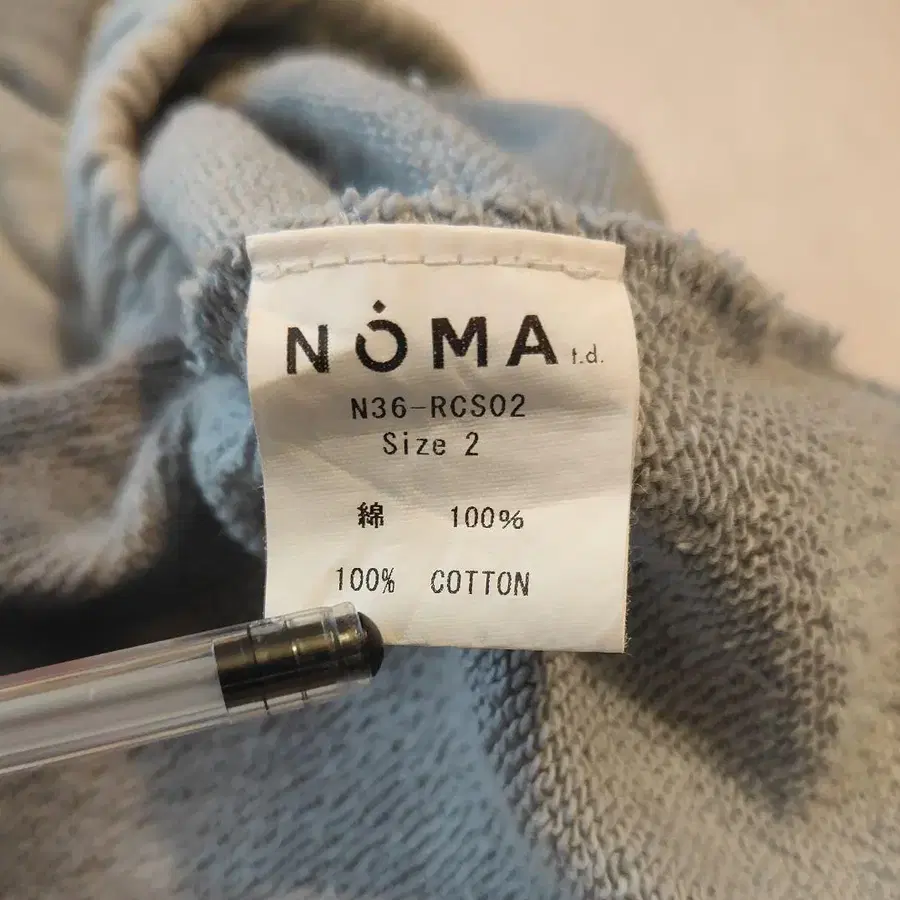 NOMA t.d.
N36-RCS02
Size 2
綿 100%
100% COTTON